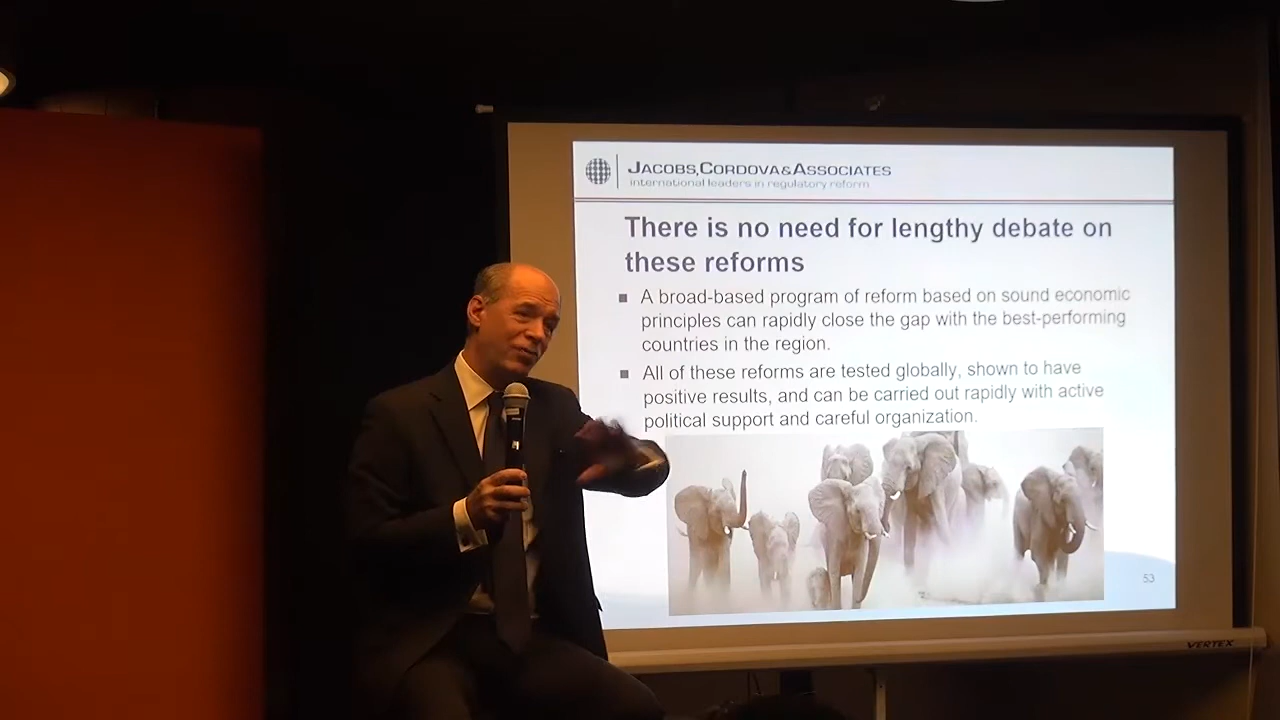 JACOBS, CORDOVA & ASSOCIATES
international leaders in regulatory reform
There is no need for lengthy debate on
these reforms
A broad-based program of reform based on sound economic
principles can rapidly close the gap with the best-performing
countries in the region.
All of these reforms are tested globally, shown to have
positive results, and can be carried out rapidly with active
political support and careful organization.
53
VERTEX